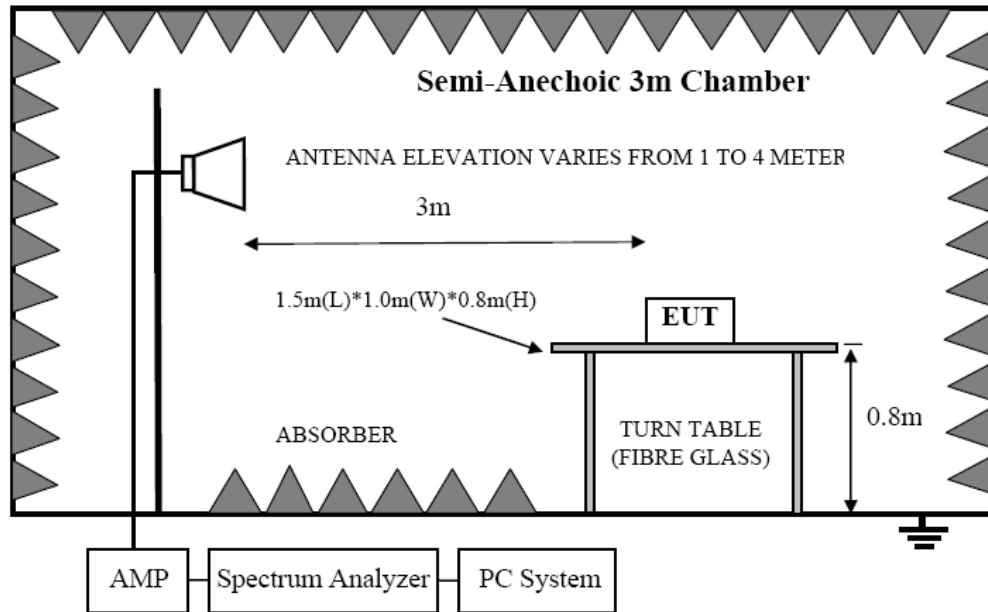 Semi-Anechoic 3m Chamber
ANTENNA ELEVATION VARIES FROM 1 TO 4 METER
3m
1.5m(L)*1.0m(W)*0.8m(H)
EUT
0.8m
ABSORBER
TURN TABLE
(FIBRE GLASS)
AMP
Spectrum Analyzer
PC System